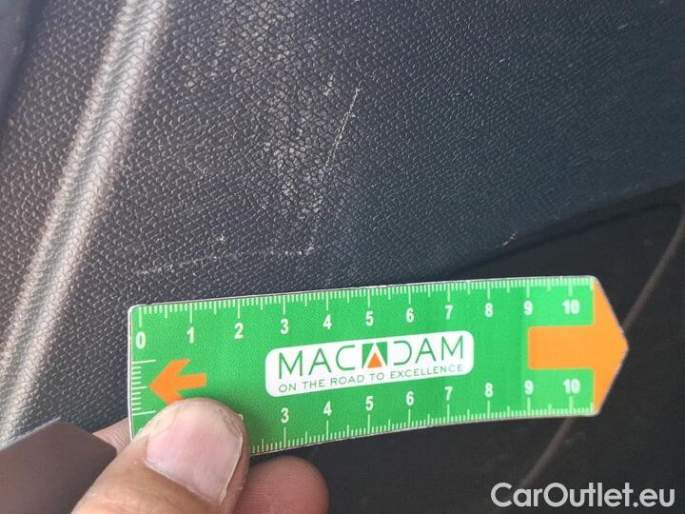 0 1 2 3 4 5 6 7 8 9 10
MACADAM
ON THE ROAD TO EXCELLENCE
3 4 5 6 7 8 9 10
CarOutlet.eu